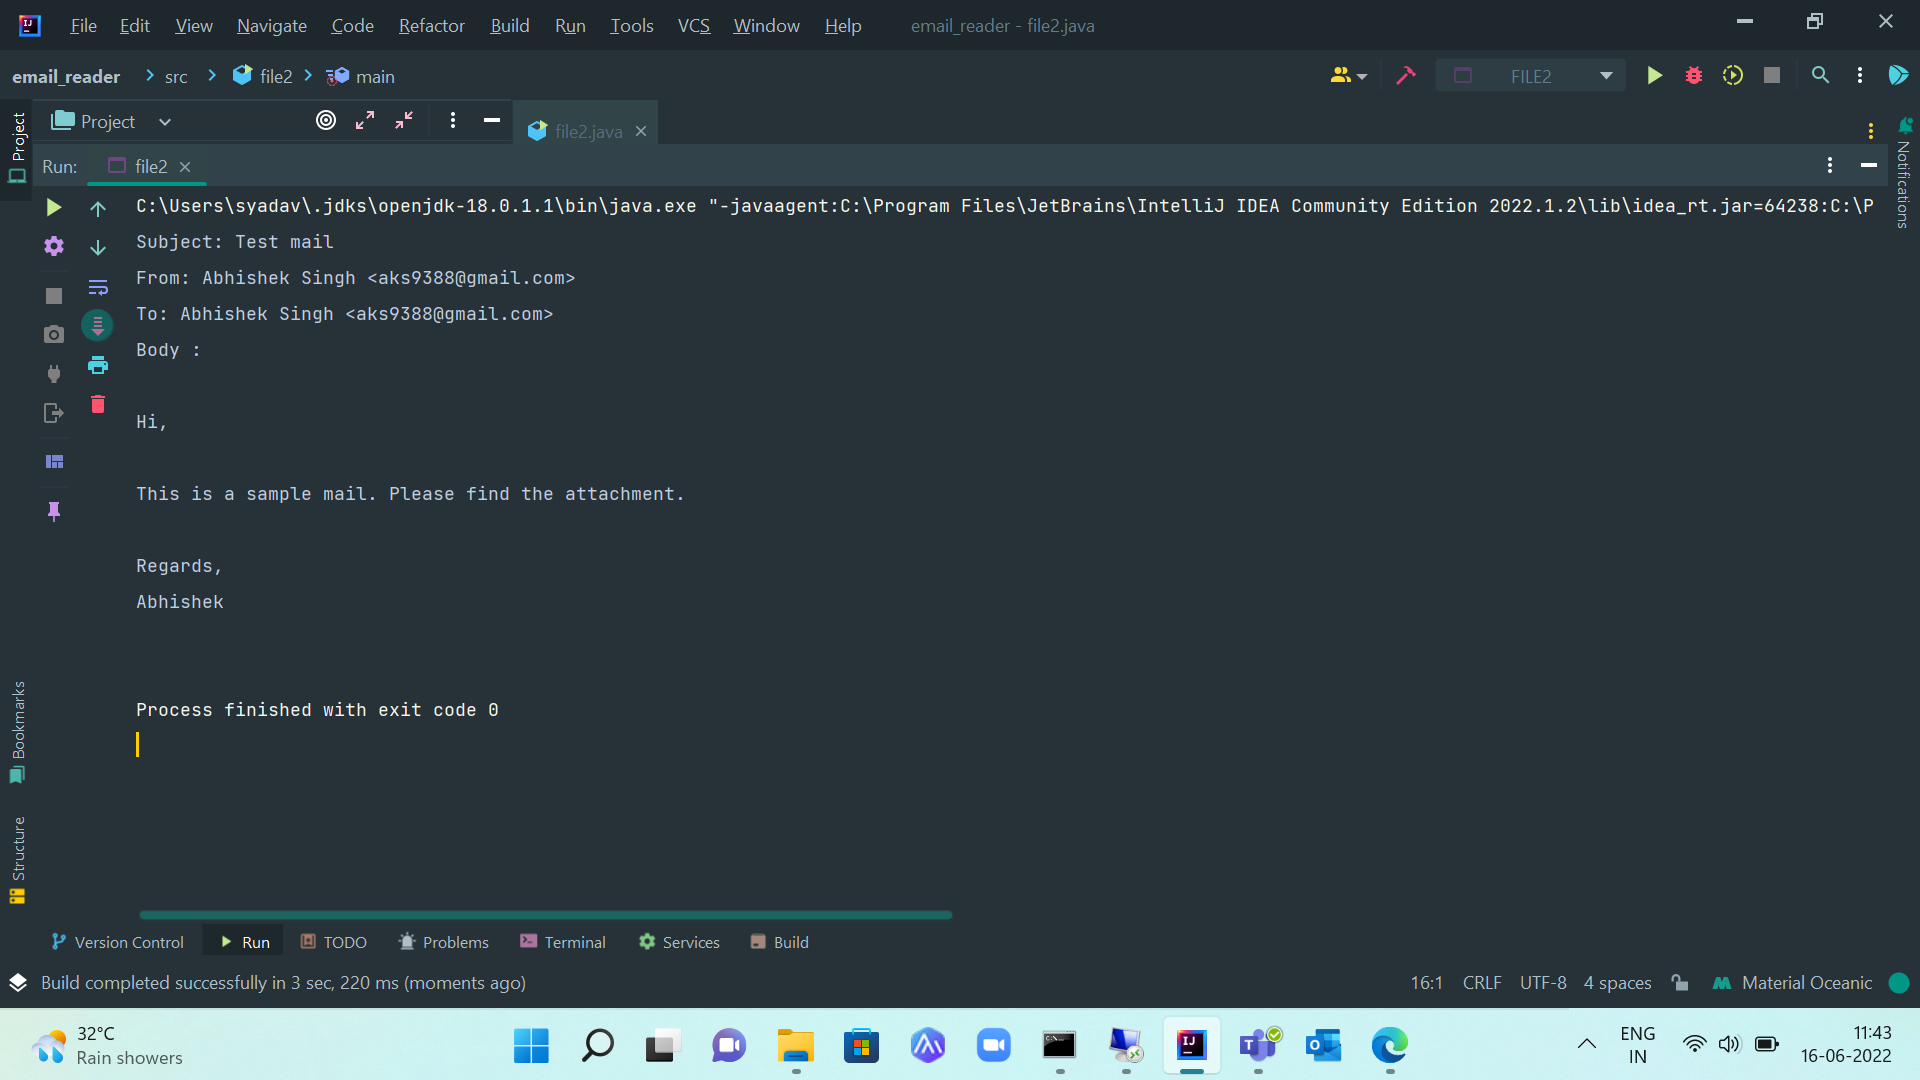 File Edit View Navigate Code Refactor Build Run Tools VCS Window Help email_reader - file2.java
email_reader src file2 main FILE2
Project file2.java
Run: file2
C:\Users\syadav\.jdks\openjdk-18.0.1.1\bin\java.exe "-javaagent:C:\Program Files\JetBrains\IntelliJ IDEA Community Edition 2022.1.2\lib\idea_rt.jar=64238:C:\P
Subject: Test mail
From: Abhishek Singh <aks9388@gmail.com>
To: Abhishek Singh <aks9388@gmail.com>
Body :
Hi,
This is a sample mail. Please find the attachment.
Regards,
Abhishek
Process finished with exit code 0
Project
Bookmarks
Structure
Notifications
Version Control Run TODO Problems Terminal Services Build
Build completed successfully in 3 sec, 220 ms (moments ago) 16:1 CRLF UTF-8 4 spaces Material Oceanic
32°C
Rain showers
ENG
IN
11:43
16-06-2022